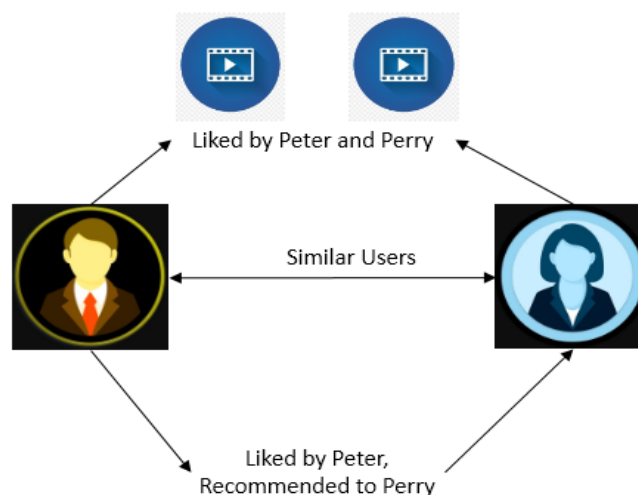 Liked by Peter and Perry
Similar Users
Liked by Peter,
Recommended to Perry